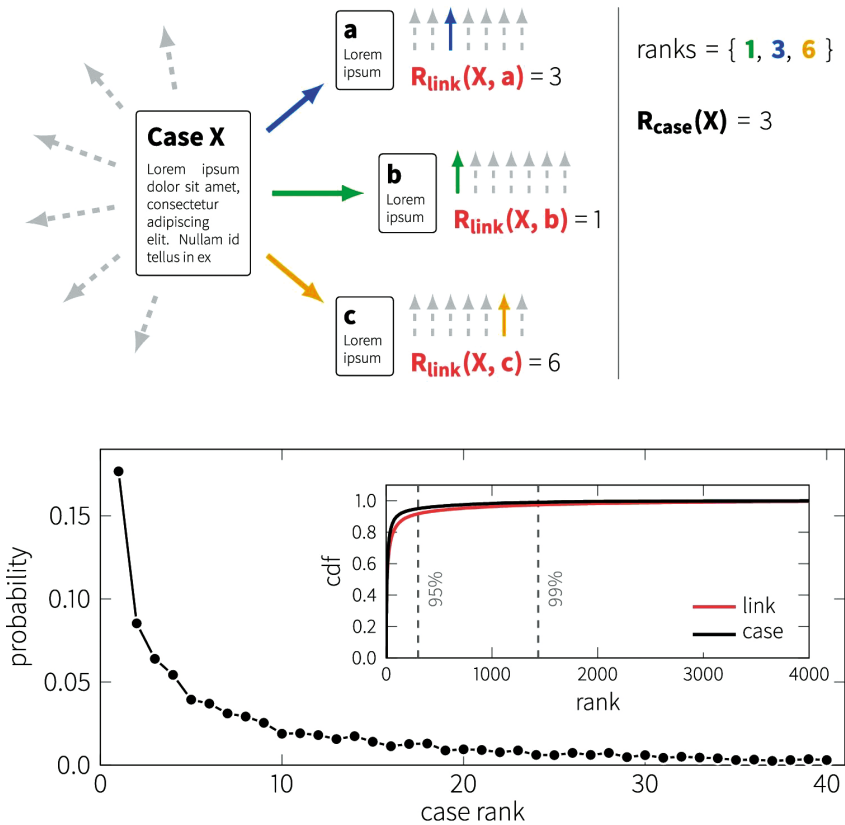 Case X
Lorem ipsum
dolor sit amet,
consectetur
adipiscing
elit. Nullam id
tellus in ex
a
Lorem
ipsum
Rlink(X, a) = 3
b
Lorem
ipsum
Rlink(X, b) = 1
c
Lorem
ipsum
Rlink(X, c) = 6
ranks = { 1, 3, 6 }
Rcase(X) = 3
probability
0.15
0.10
0.05
0.0
0 10 20 30 40
case rank
cdf
1.0
0.8
0.6
0.4
0.2
0.0
95%
99%
link
case
0 1000 2000 3000 4000
rank